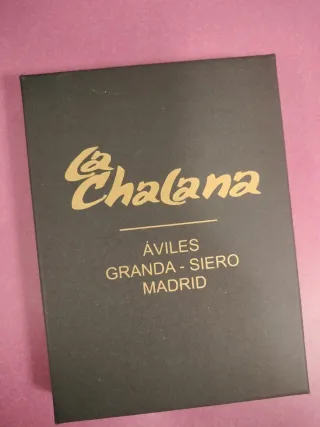 La
Chalana
ÁVILES
GRANDA - SIERO
MADRID